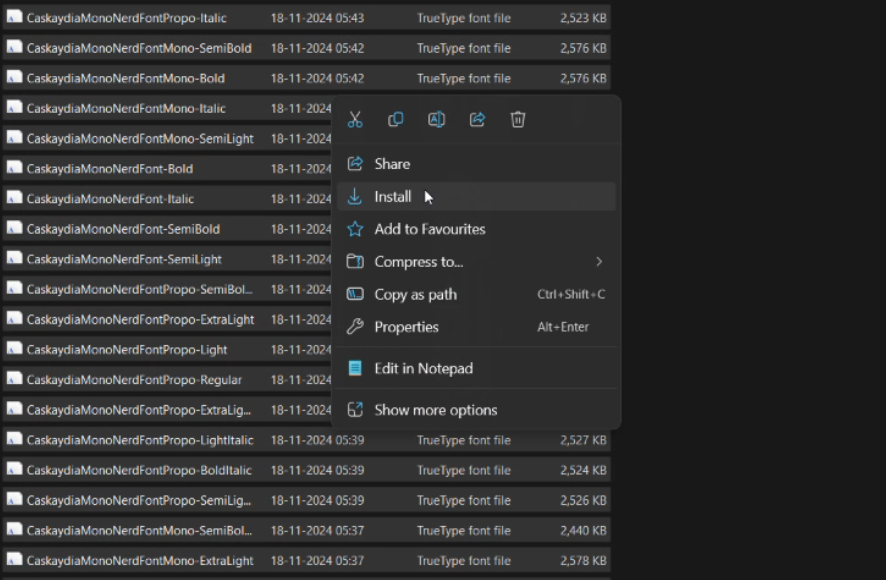 CaskaydiaMonoNerdFontPropo-Italic 18-11-2024 05:43 TrueType font file 2,523 KB
CaskaydiaMonoNerdFontMono-SemiBold 18-11-2024 05:42 TrueType font file 2,576 KB
CaskaydiaMonoNerdFontMono-Bold 18-11-2024 05:42 TrueType font file 2,576 KB
CaskaydiaMonoNerdFontMono-Italic 18-11-2024
CaskaydiaMonoNerdFontMono-SemiLight 18-11-2024
CaskaydiaMonoNerdFont-Bold 18-11-2024
Share
CaskaydiaMonoNerdFont-Italic 18-11-2024
Install
CaskaydiaMonoNerdFont-SemiBold 18-11-2024
Add to Favourites
CaskaydiaMonoNerdFont-SemiLight 18-11-2024
Compress to...
CaskaydiaMonoNerdFontPropo-SemiBol... 18-11-2024
Copy as path Ctrl+Shift+C
CaskaydiaMonoNerdFontPropo-ExtraLight 18-11-2024
Properties Alt+Enter
CaskaydiaMonoNerdFontPropo-Light 18-11-2024
CaskaydiaMonoNerdFontPropo-Regular 18-11-2024
Edit in Notepad
CaskaydiaMonoNerdFontPropo-ExtraLig... 18-11-2024
Show more options
CaskaydiaMonoNerdFontPropo-LightItalic 18-11-2024 05:39 TrueType font file 2,527 KB
CaskaydiaMonoNerdFontPropo-BoldItalic 18-11-2024 05:39 TrueType font file 2,524 KB
CaskaydiaMonoNerdFontPropo-SemiLig... 18-11-2024 05:39 TrueType font file 2,526 KB
CaskaydiaMonoNerdFontMono-SemiBol... 18-11-2024 05:37 TrueType font file 2,440 KB
CaskaydiaMonoNerdFontMono-ExtraLight 18-11-2024 05:37 TrueType font file 2,578 KB